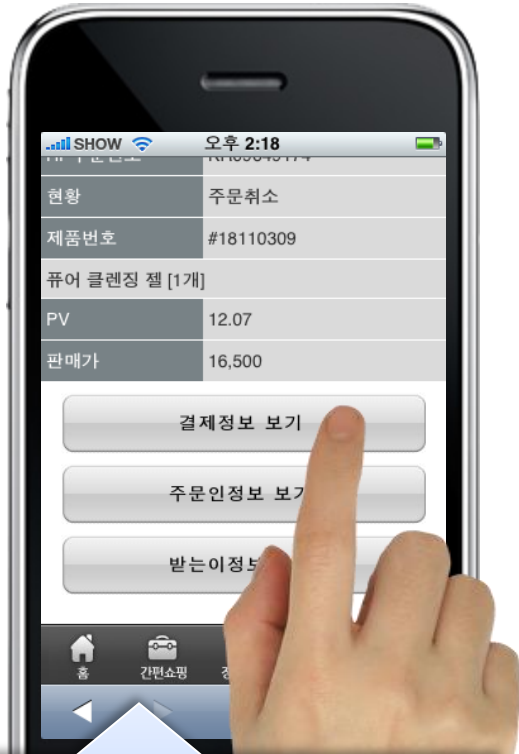 SHOW 오후 2:18
현황 주문취소
제품번호 #18110309
퓨어 클렌징 젤 [1개]
PV 12.07
판매가 16,500
결제정보 보기
주문인정보 보기
받는이정보
홈 간편쇼핑